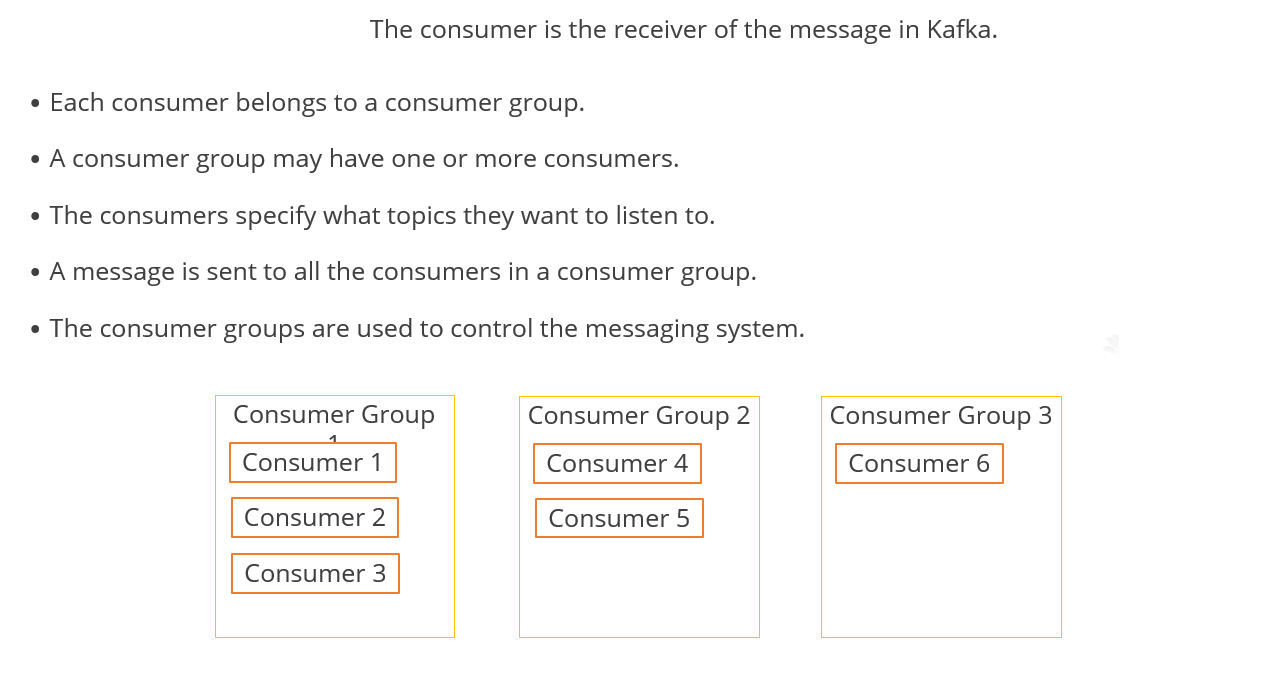 The consumer is the receiver of the message in Kafka.
• Each consumer belongs to a consumer group.
• A consumer group may have one or more consumers.
• The consumers specify what topics they want to listen to.
• A message is sent to all the consumers in a consumer group.
• The consumer groups are used to control the messaging system.
Consumer Group
1
Consumer 1
Consumer 2
Consumer 3
Consumer Group 2
Consumer 4
Consumer 5
Consumer Group 3
Consumer 6